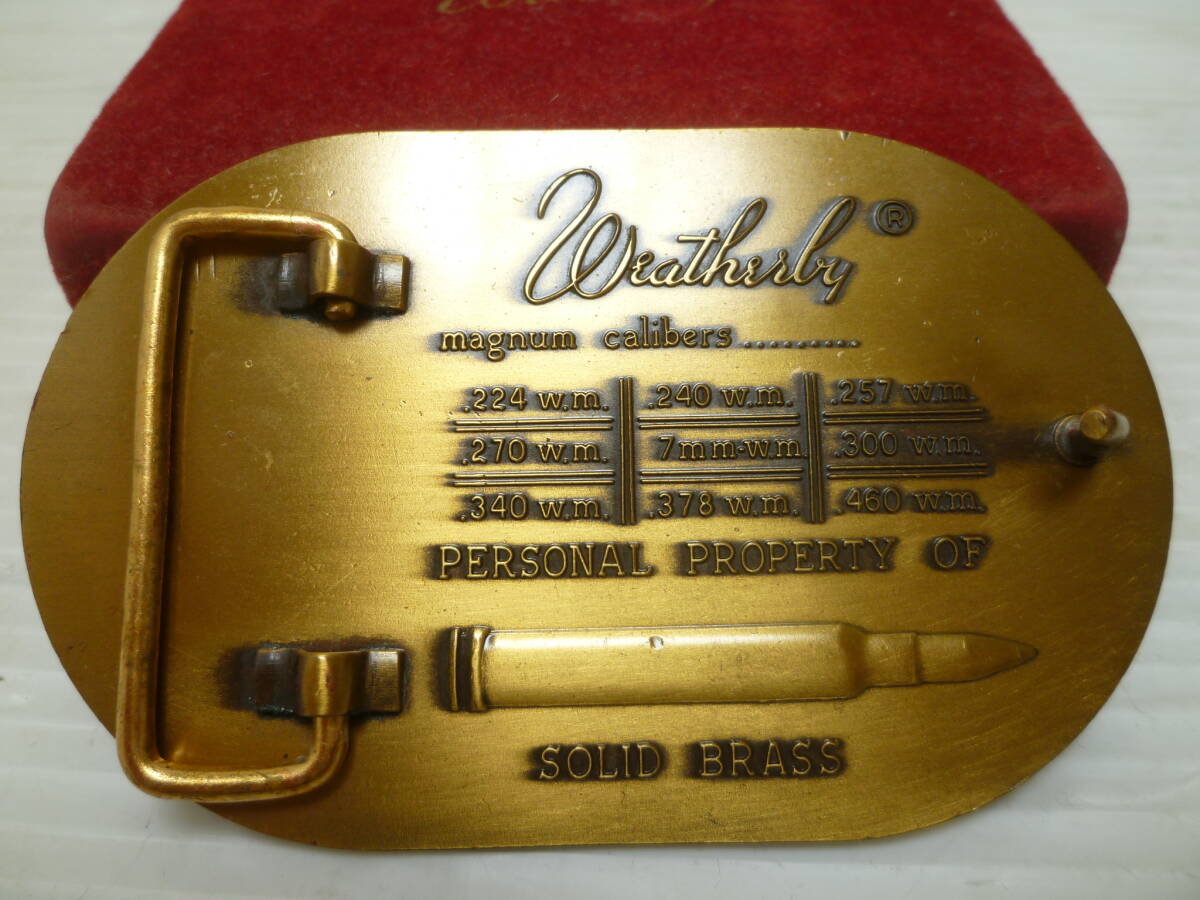 Weatherby ®
magnum calibers..........
.224 w.m. .240 w.m. .257 w.m.
.270 w.m. 7mm-w.m. .300 w.m.
.340 w.m. .378 w.m. .460 w.m.
PERSONAL PROPERTY OF
SOLID BRASS